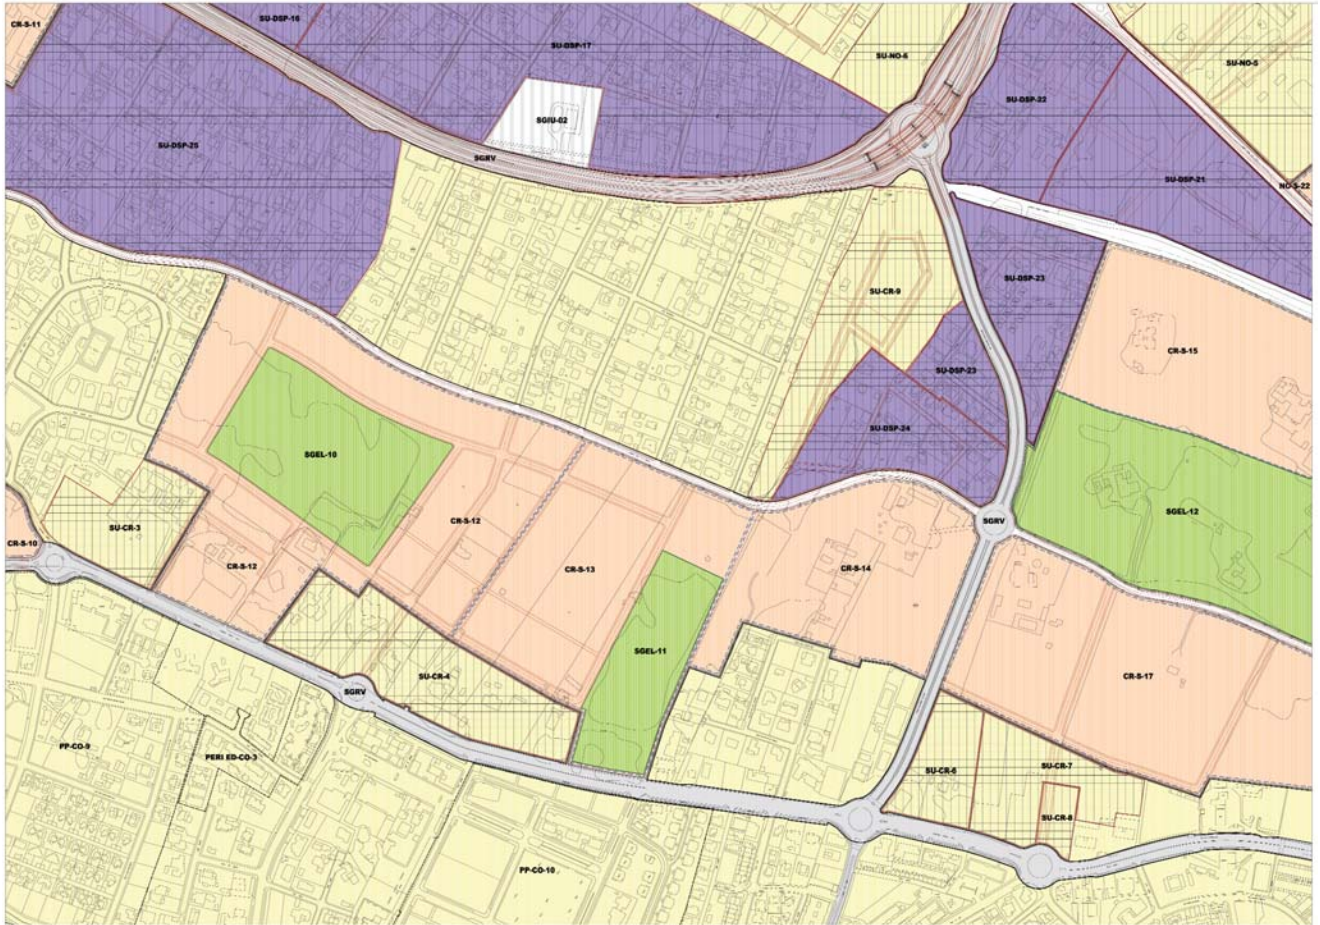 CR-S-11
SU-DSP-16
SU-DSP-17
SU-NO-6
SU-NO-5
SU-DSP-22
SGIU-02
SU-DSP-25
SGRV
SU-DSP-21
NO-S-22
SU-DSP-23
SU-CR-9
CR-S-15
SU-DSP-23
SU-DSP-24
SGEL-10
SGEL-12
CR-S-12
SGRV
SU-CR-3
CR-S-10
CR-S-12
CR-S-13
CR-S-14
SGEL-11
SU-CR-4
CR-S-17
SGRV
PP-CO-9
PERI ED-CO-3
SU-CR-6
SU-CR-7
SU-CR-8
PP-CO-10